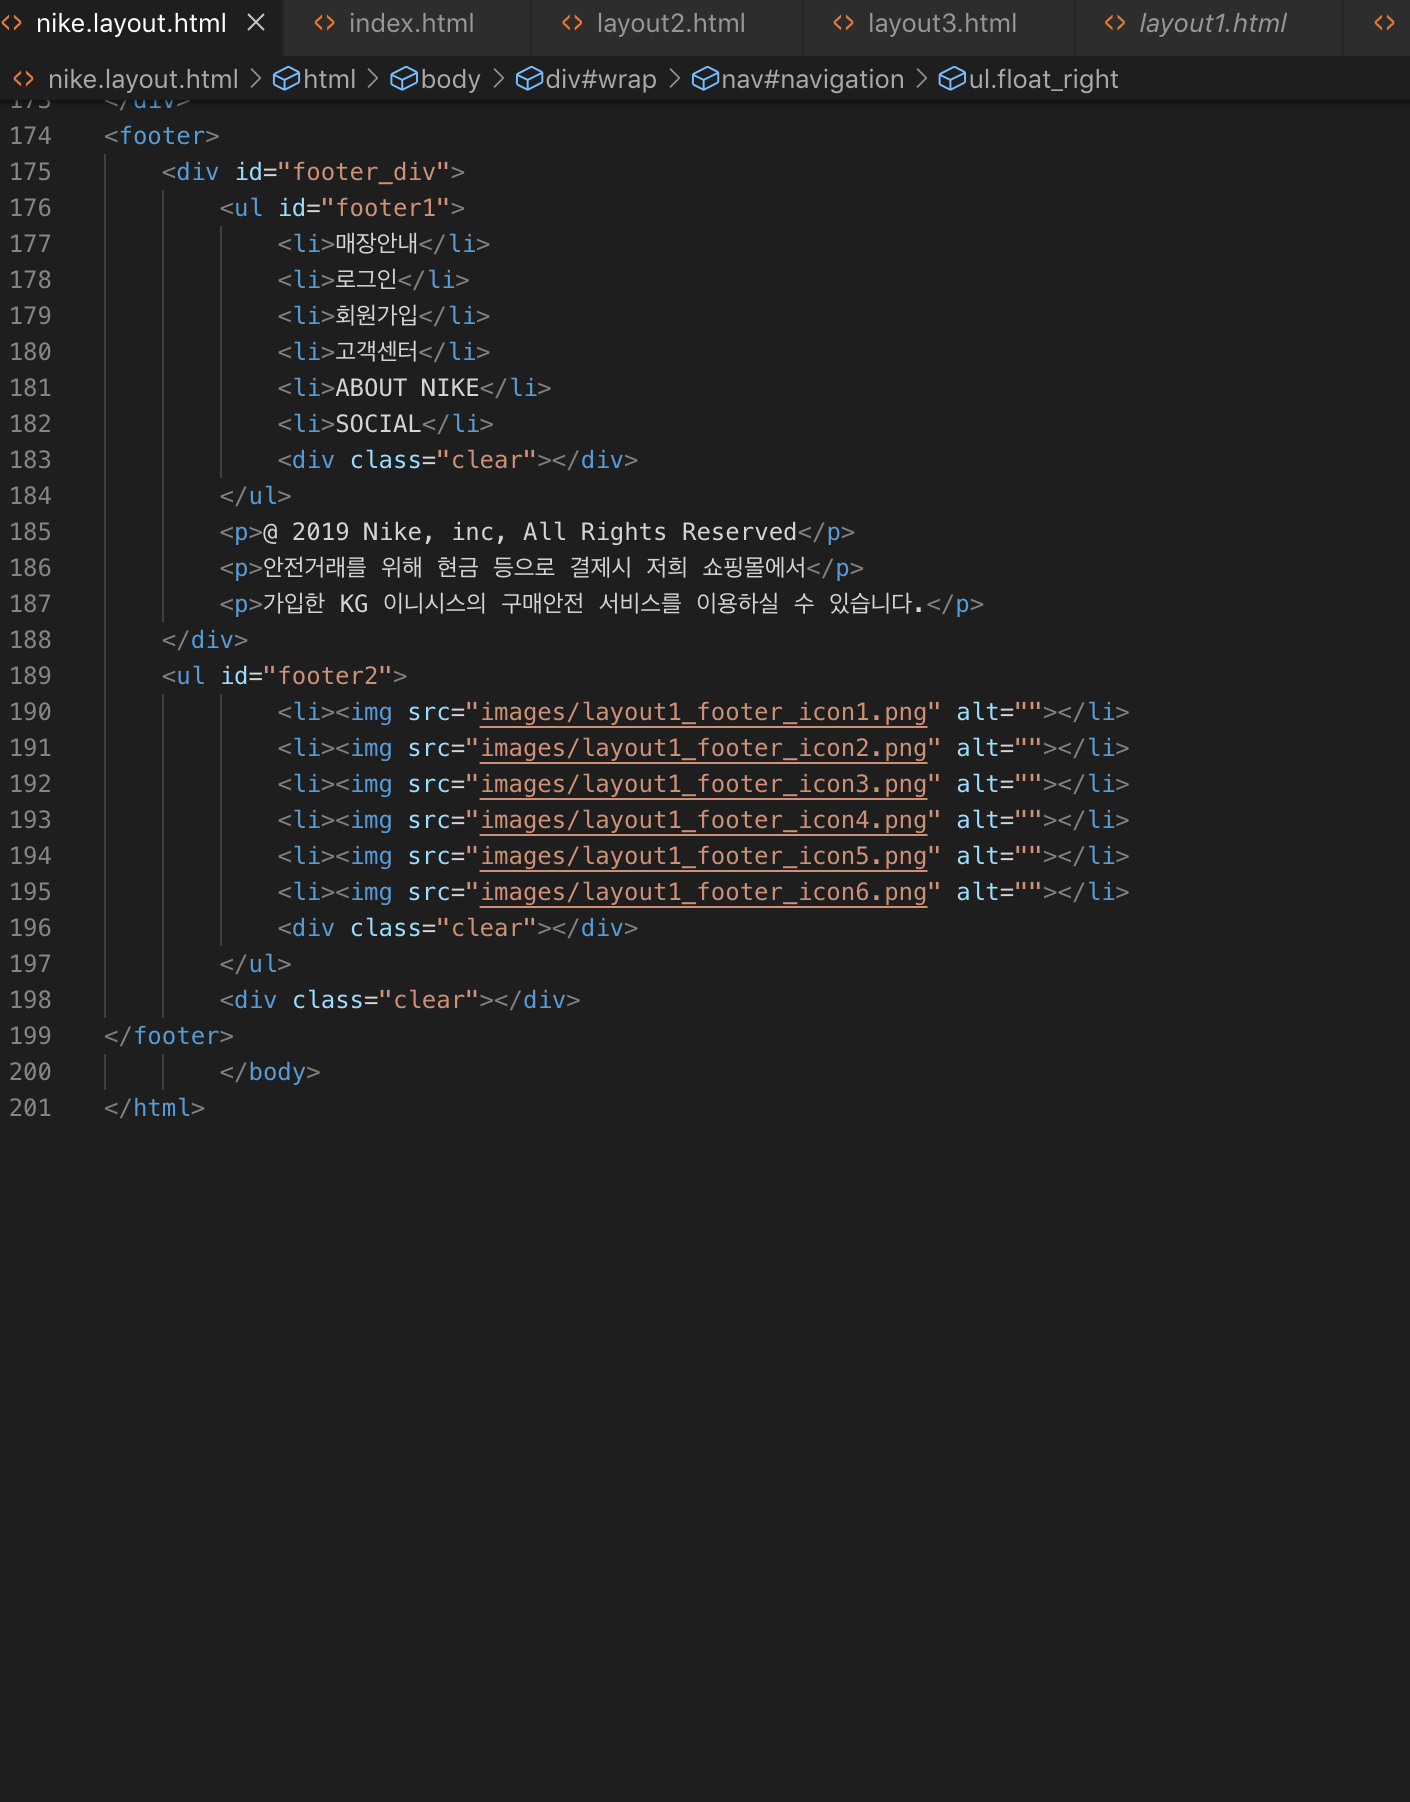 nike.layout.html index.html layout2.html layout3.html layout1.html
nike.layout.html html body div#wrap nav#navigation ul.float_right
173 </div>
174 <footer>
175 <div id="footer_div">
176 <ul id="footer1">
177 <li>매장안내</li>
178 <li>로그인</li>
179 <li>회원가입</li>
180 <li>고객센터</li>
181 <li>ABOUT NIKE</li>
182 <li>SOCIAL</li>
183 <div class="clear"></div>
184 </ul>
185 <p>@ 2019 Nike, inc, All Rights Reserved</p>
186 <p>안전거래를 위해 현금 등으로 결제시 저희 쇼핑몰에서</p>
187 <p>가입한 KG 이니시스의 구매안전 서비스를 이용하실 수 있습니다.</p>
188 </div>
189 <ul id="footer2">
190 <li><img src="images/layout1_footer_icon1.png" alt=""></li>
191 <li><img src="images/layout1_footer_icon2.png" alt=""></li>
192 <li><img src="images/layout1_footer_icon3.png" alt=""></li>
193 <li><img src="images/layout1_footer_icon4.png" alt=""></li>
194 <li><img src="images/layout1_footer_icon5.png" alt=""></li>
195 <li><img src="images/layout1_footer_icon6.png" alt=""></li>
196 <div class="clear"></div>
197 </ul>
198 <div class="clear"></div>
199 </footer>
200 </body>
201 </html>